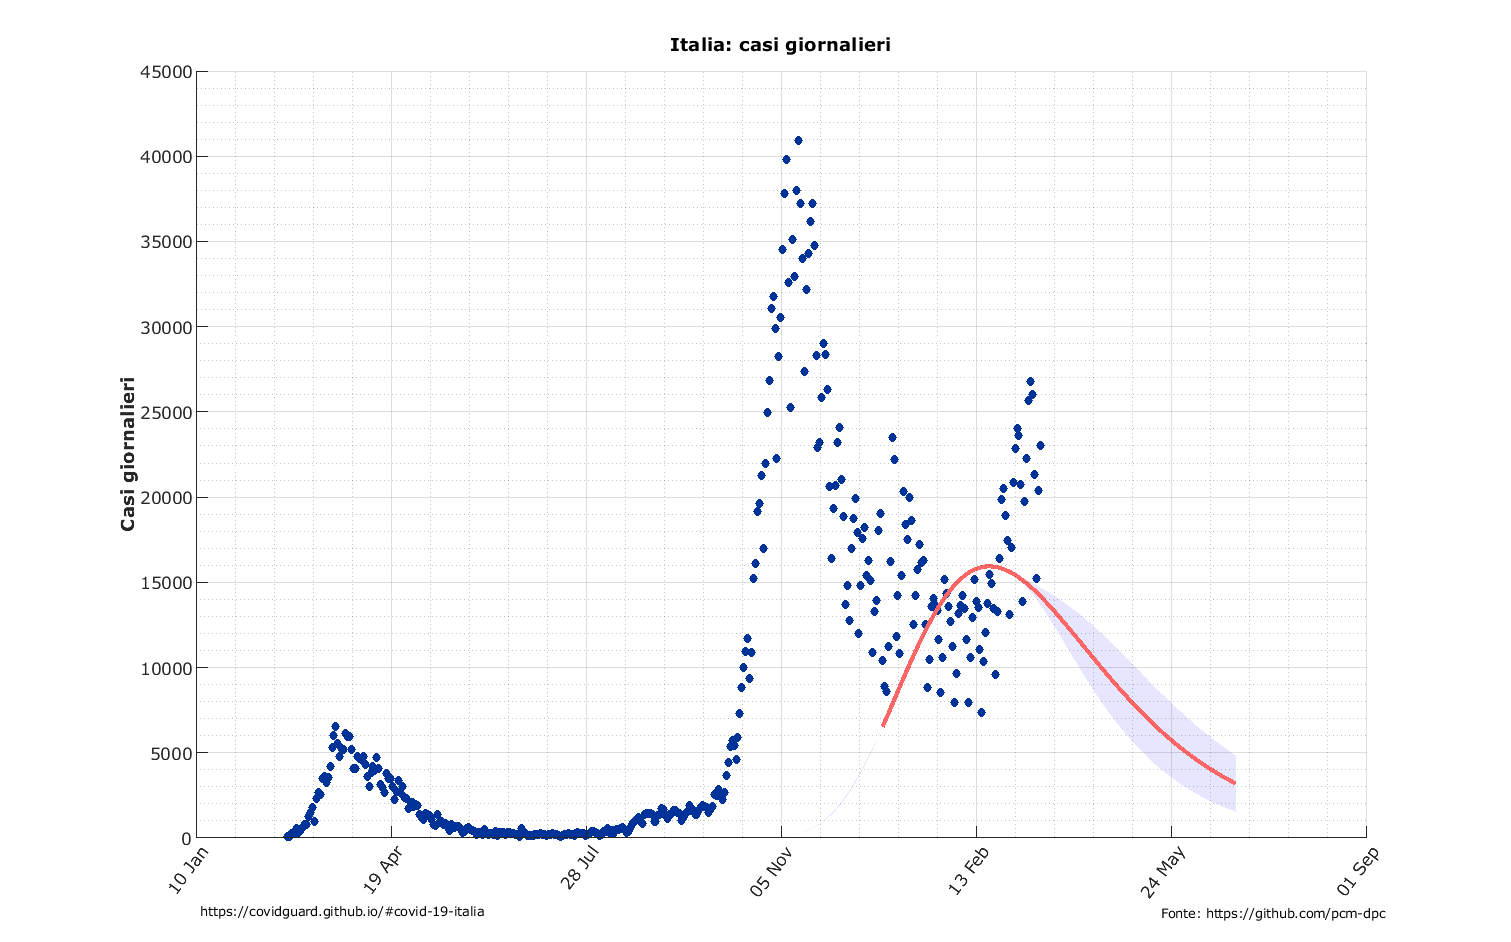 Italia: casi giornalieri
45000
40000
35000
30000
25000
20000
15000
10000
5000
0
Casi giornalieri
10 Jan
19 Apr
28 Jul
05 Nov
13 Feb
24 May
01 Sep
https://covidguard.github.io/#covid-19-italia
Fonte: https://github.com/pcm-dpc